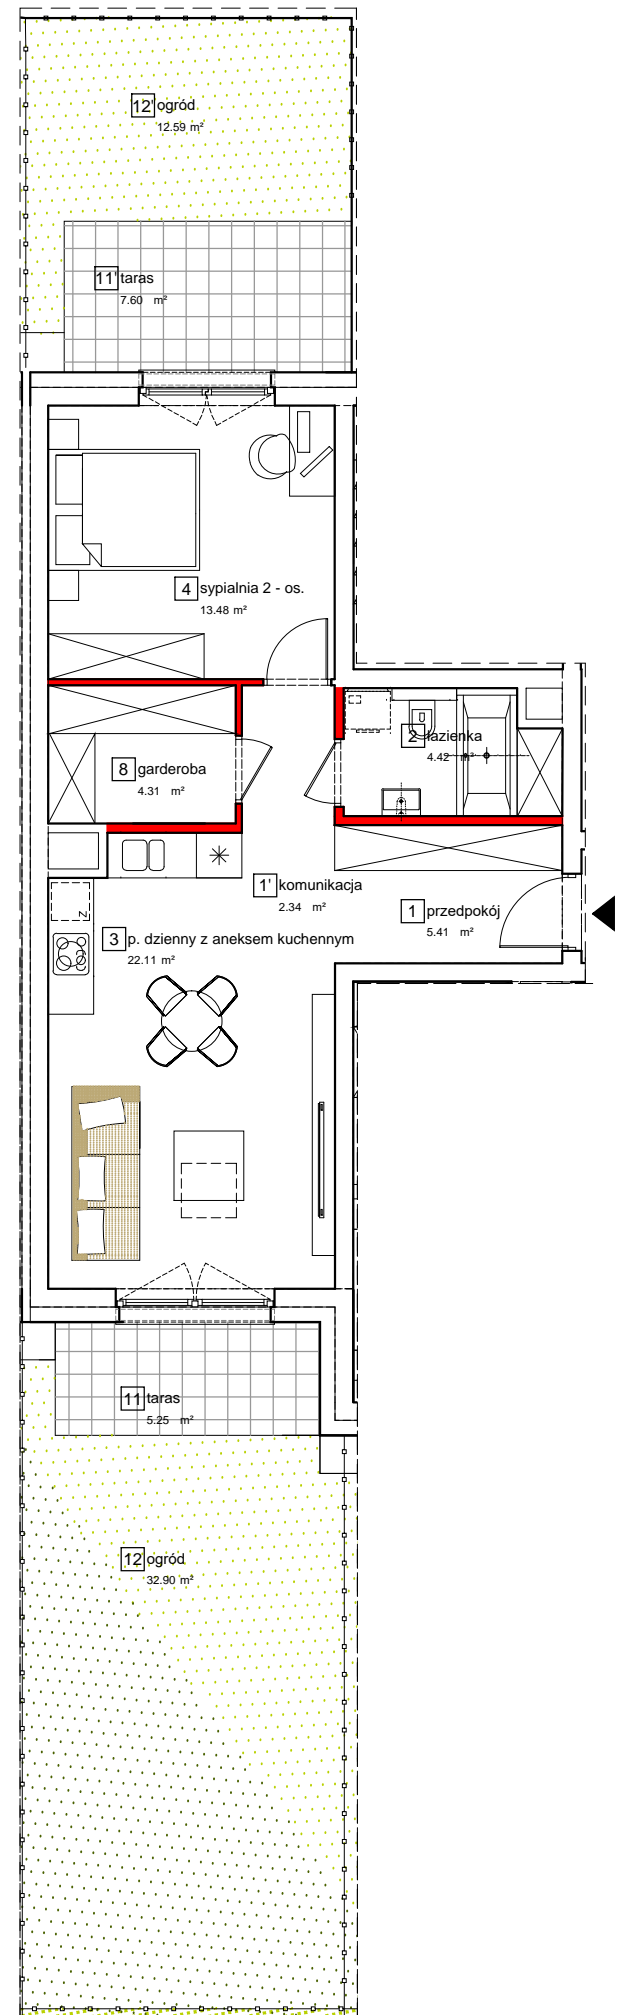 12' ogród
12.59 m²
11' taras
7.60 m²
4 sypialnia 2 - os.
13.48 m²
2 łazienka
4.42 m²
8 garderoba
4.31 m²
1' komunikacja
2.34 m²
1 przedpokój
5.41 m²
3 p. dzienny z aneksem kuchennym
22.11 m²
z
11 taras
5.25 m²
12 ogród
32.90 m²